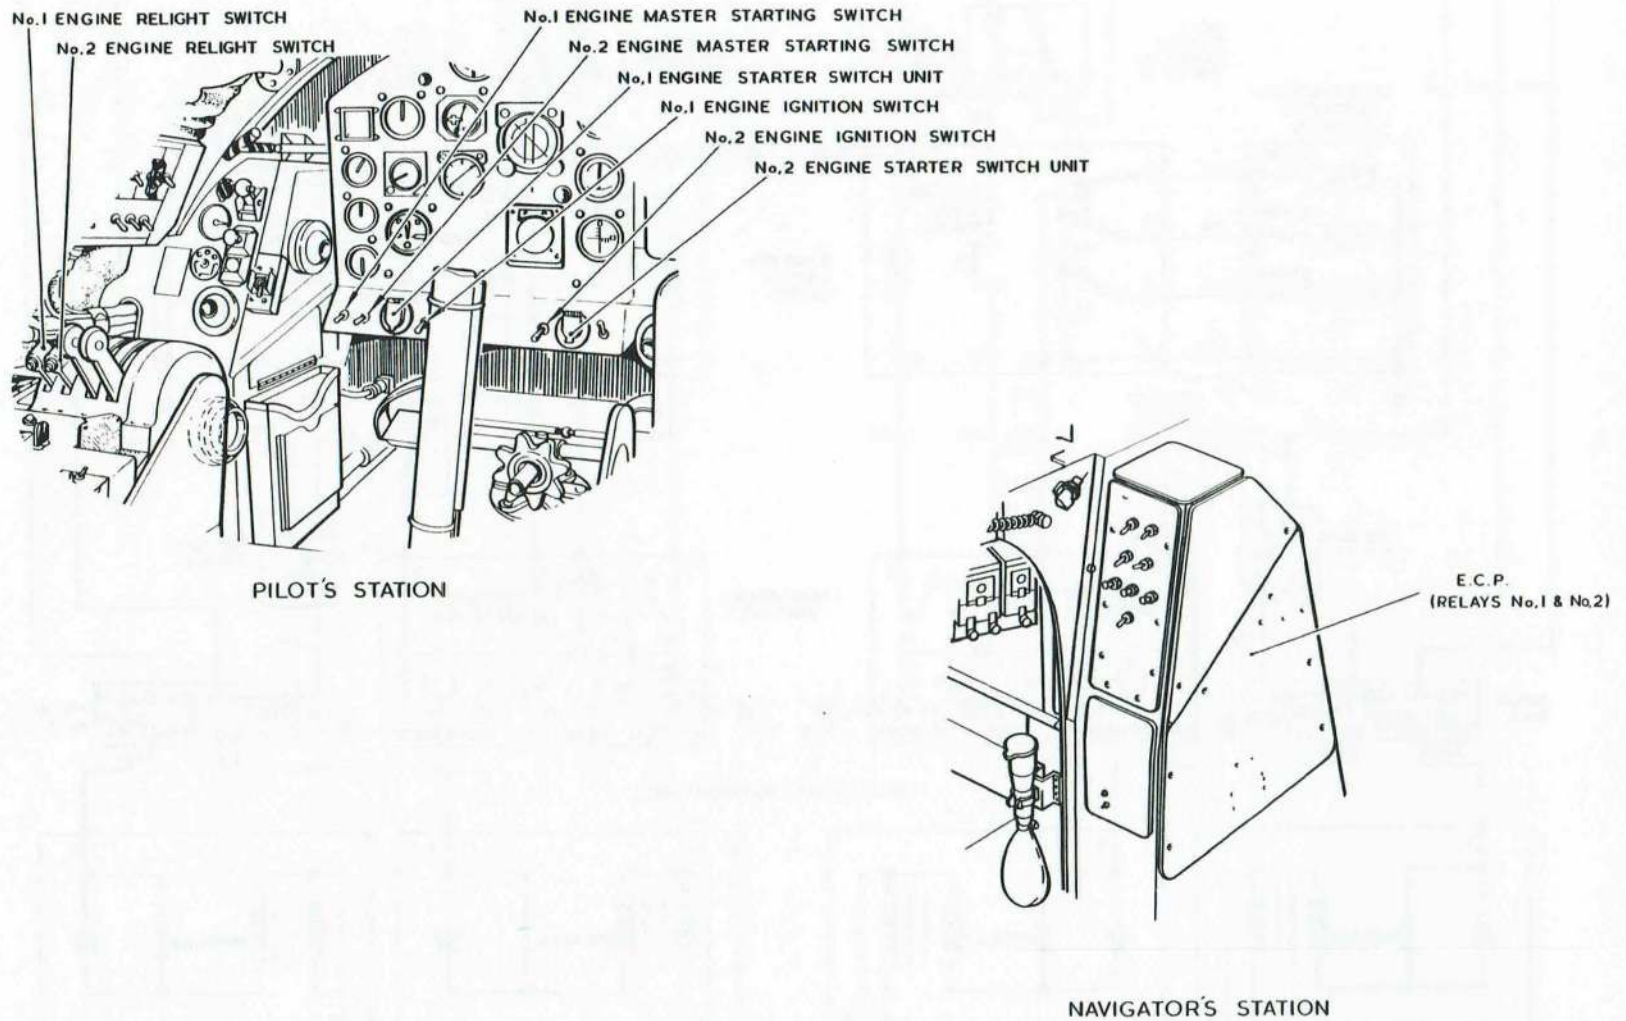 No.1 ENGINE RELIGHT SWITCH
No.2 ENGINE RELIGHT SWITCH
No.1 ENGINE MASTER STARTING SWITCH
No.2 ENGINE MASTER STARTING SWITCH
No.1 ENGINE STARTER SWITCH UNIT
No.1 ENGINE IGNITION SWITCH
No.2 ENGINE IGNITION SWITCH
No.2 ENGINE STARTER SWITCH UNIT
PILOT'S STATION
E.C.P.
(RELAYS No.1 & No.2)
NAVIGATOR'S STATION